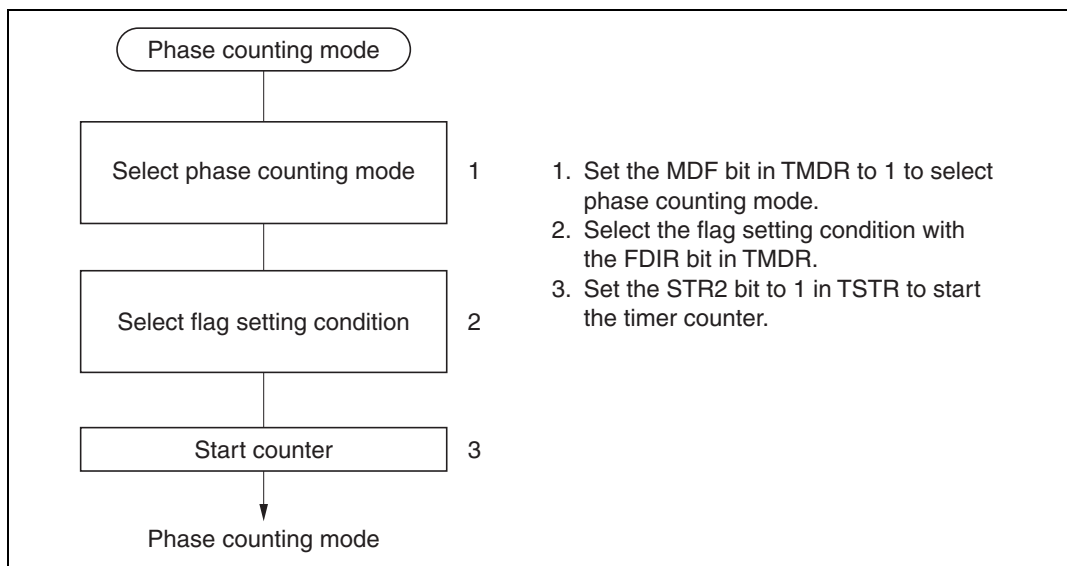 Phase counting mode
Select phase counting mode 1
Select flag setting condition 2
Start counter 3
Phase counting mode
1. Set the MDF bit in TMDR to 1 to select
phase counting mode.
2. Select the flag setting condition with
the FDIR bit in TMDR.
3. Set the STR2 bit to 1 in TSTR to start
the timer counter.